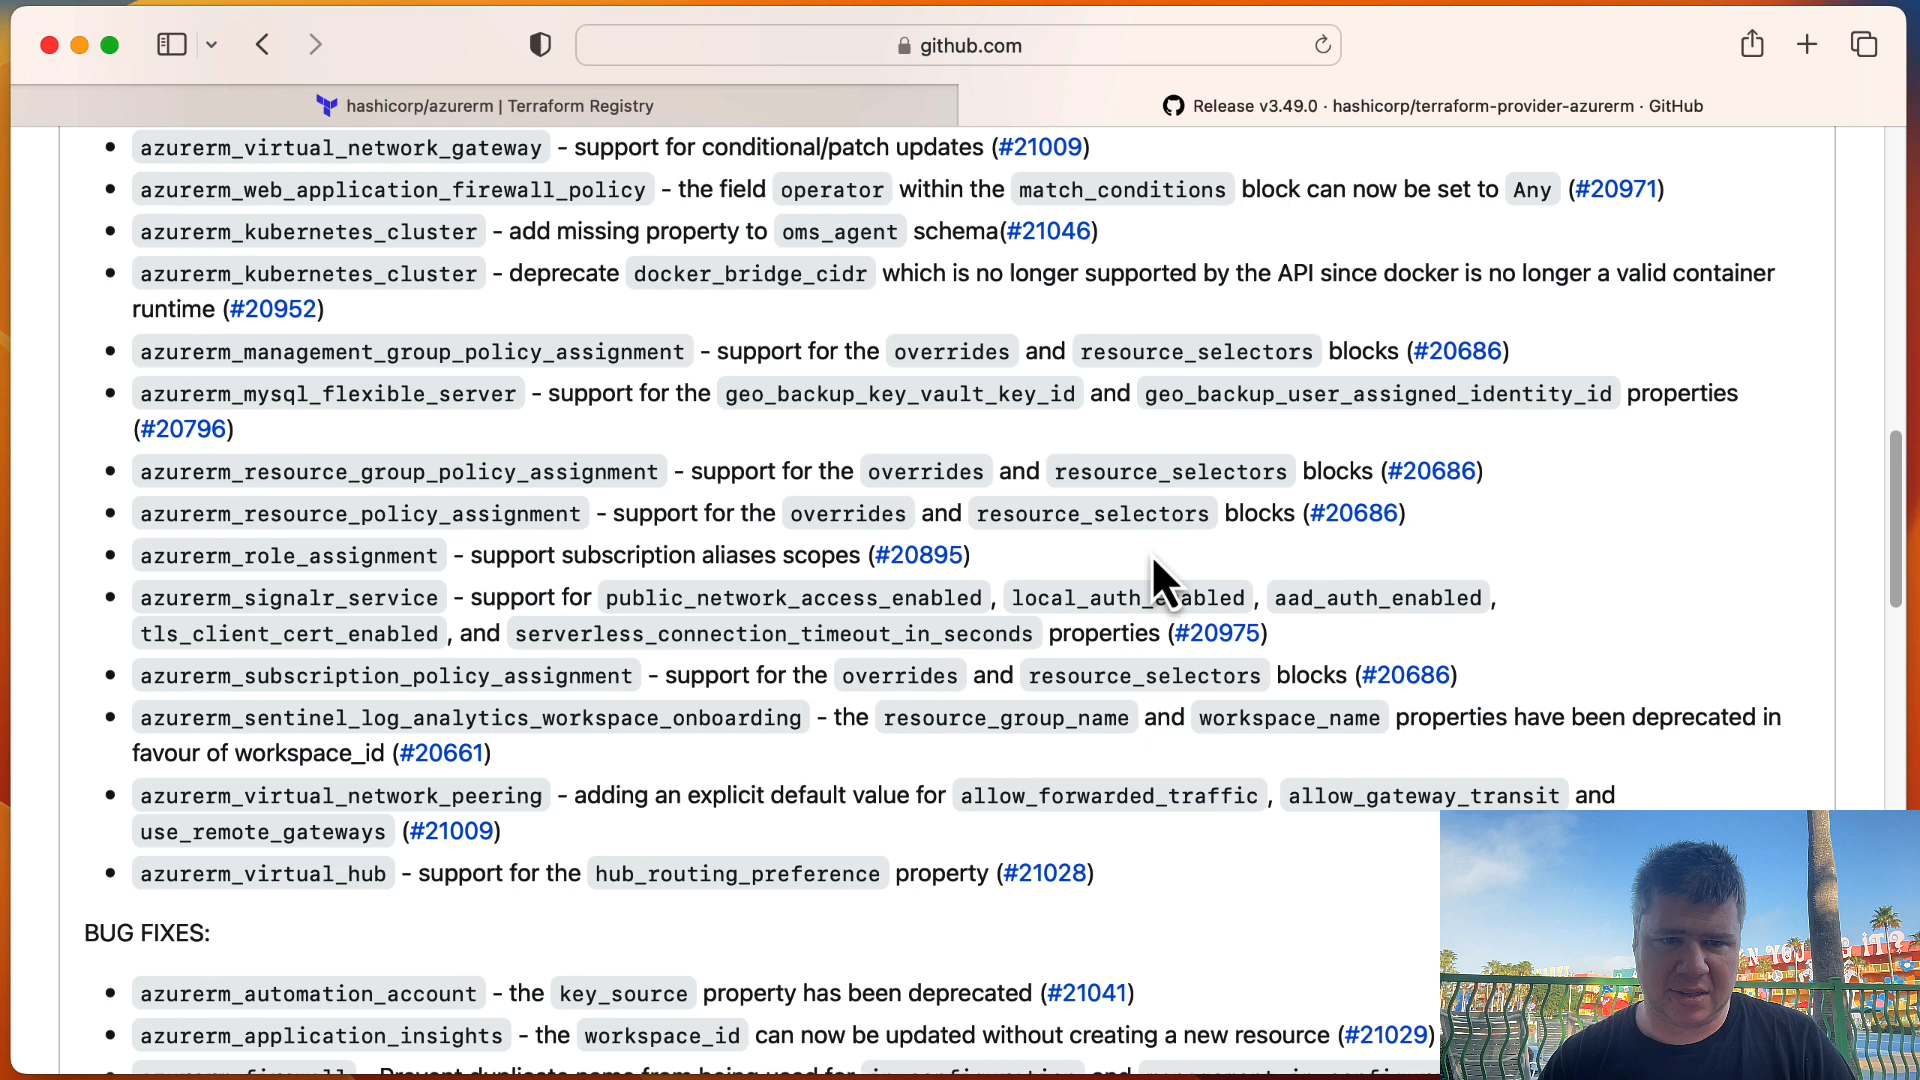 github.com
hashicorp/azurerm | Terraform Registry
Release v3.49.0 · hashicorp/terraform-provider-azurerm · GitHub
azurerm_virtual_network_gateway - support for conditional/patch updates (#21009)
azurerm_web_application_firewall_policy - the field operator within the match_conditions block can now be set to Any (#20971)
azurerm_kubernetes_cluster - add missing property to oms_agent schema(#21046)
azurerm_kubernetes_cluster - deprecate docker_bridge_cidr which is no longer supported by the API since docker is no longer a valid container
runtime (#20952)
azurerm_management_group_policy_assignment - support for the overrides and resource_selectors blocks (#20686)
azurerm_mysql_flexible_server - support for the geo_backup_key_vault_key_id and geo_backup_user_assigned_identity_id properties
(#20796)
azurerm_resource_group_policy_assignment - support for the overrides and resource_selectors blocks (#20686)
azurerm_resource_policy_assignment - support for the overrides and resource_selectors blocks (#20686)
azurerm_role_assignment - support subscription aliases scopes (#20895)
azurerm_signalr_service - support for public_network_access_enabled, local_auth_enabled, aad_auth_enabled,
tls_client_cert_enabled, and serverless_connection_timeout_in_seconds properties (#20975)
azurerm_subscription_policy_assignment - support for the overrides and resource_selectors blocks (#20686)
azurerm_sentinel_log_analytics_workspace_onboarding - the resource_group_name and workspace_name properties have been deprecated in
favour of workspace_id (#20661)
azurerm_virtual_network_peering - adding an explicit default value for allow_forwarded_traffic, allow_gateway_transit and
use_remote_gateways (#21009)
azurerm_virtual_hub - support for the hub_routing_preference property (#21028)
BUG FIXES:
azurerm_automation_account - the key_source property has been deprecated (#21041)
azurerm_application_insights - the workspace_id can now be updated without creating a new resource (#21029)
azurerm_firewall - Prevent duplicate name from being used for